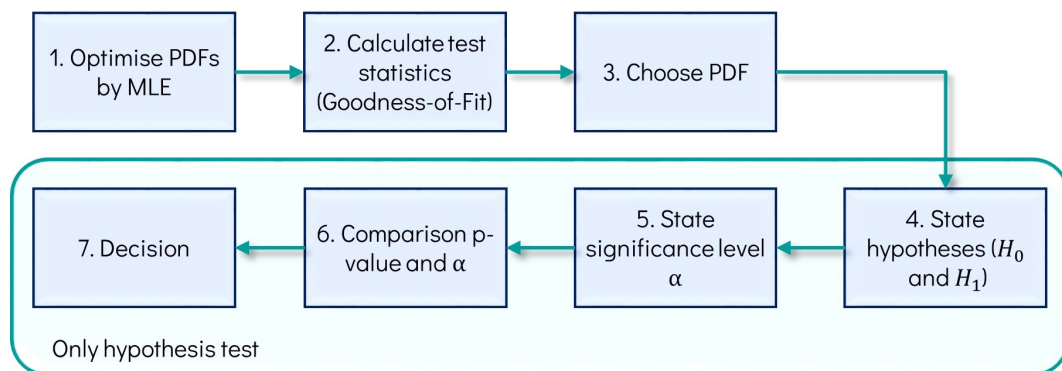 1. Optimise PDFs
by MLE
2. Calculate test
statistics
(Goodness-of-Fit)
3. Choose PDF
4. State
hypotheses (H₀
and H₁)
5. State
significance level
α
6. Comparison p-
value and α
7. Decision
Only hypothesis test